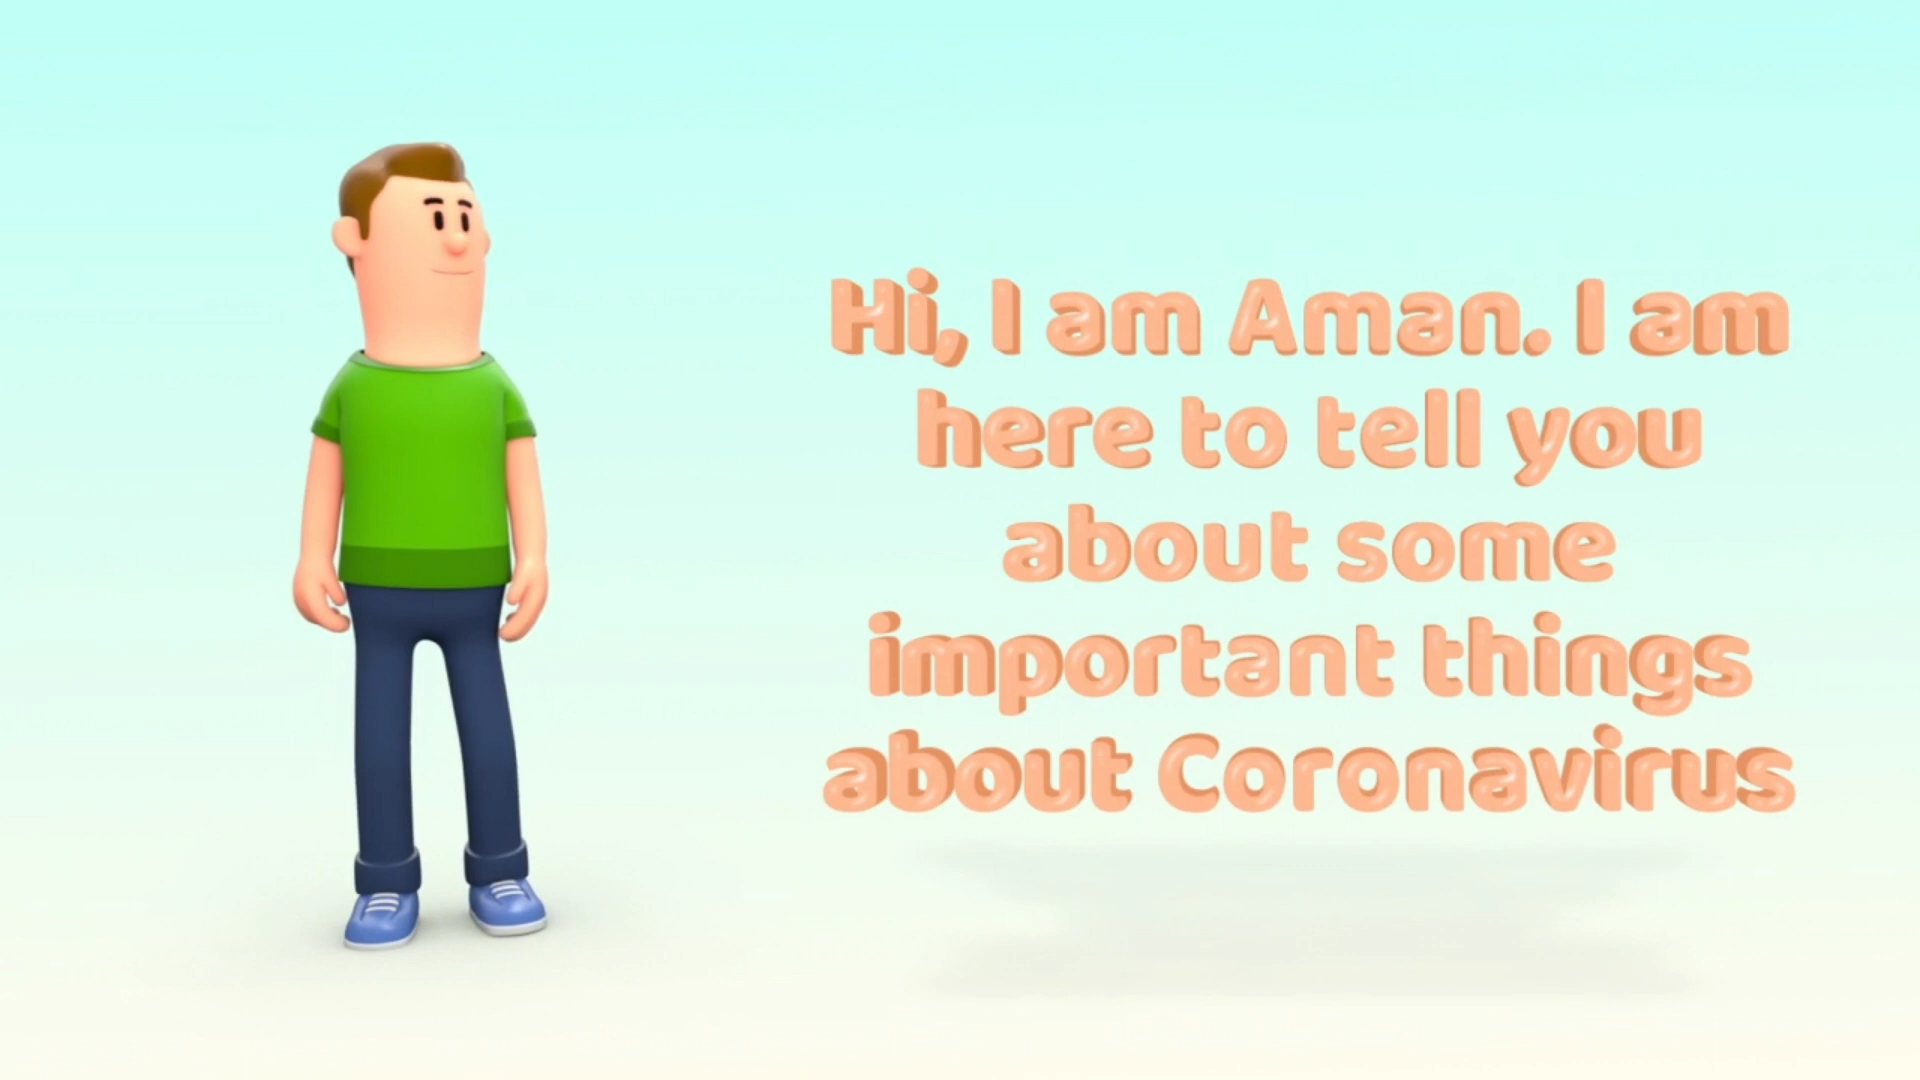 Hi, I am Aman. I am
here to tell you
about some
important things
about Coronavirus